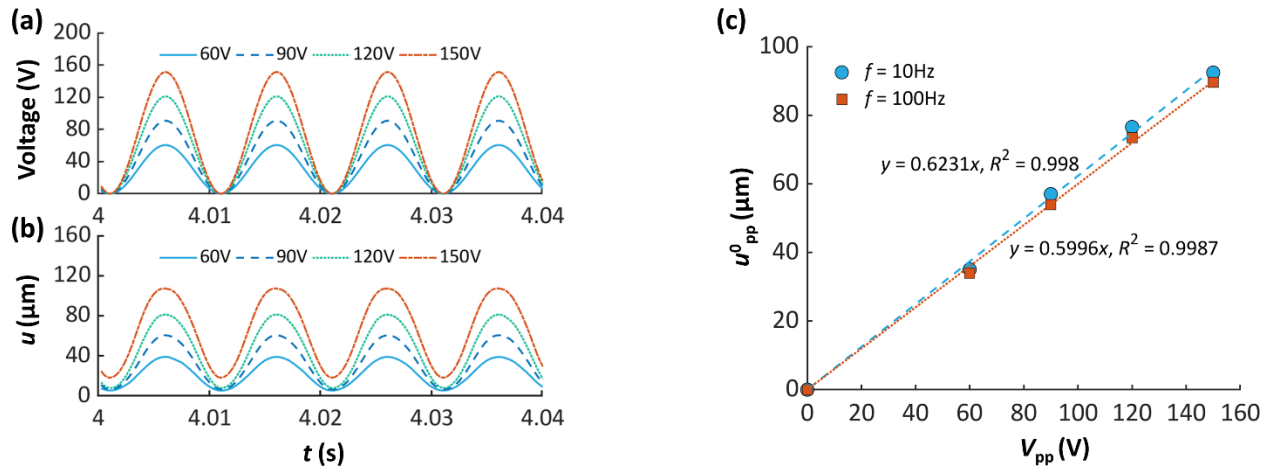 (a)
Voltage (V)
200
160
120
80
40
0
60V 90V 120V 150V
4 4.01 4.02 4.03 4.04
(b)
u (μm)
160
120
80
40
0
60V 90V 120V 150V
4 4.01 4.02 4.03 4.04
t (s)
(c)
u⁰pp (μm)
100
80
60
40
20
0
f = 10Hz
f = 100Hz
y = 0.6231x, R² = 0.998
y = 0.5996x, R² = 0.9987
0 20 40 60 80 100 120 140 160
Vpp (V)